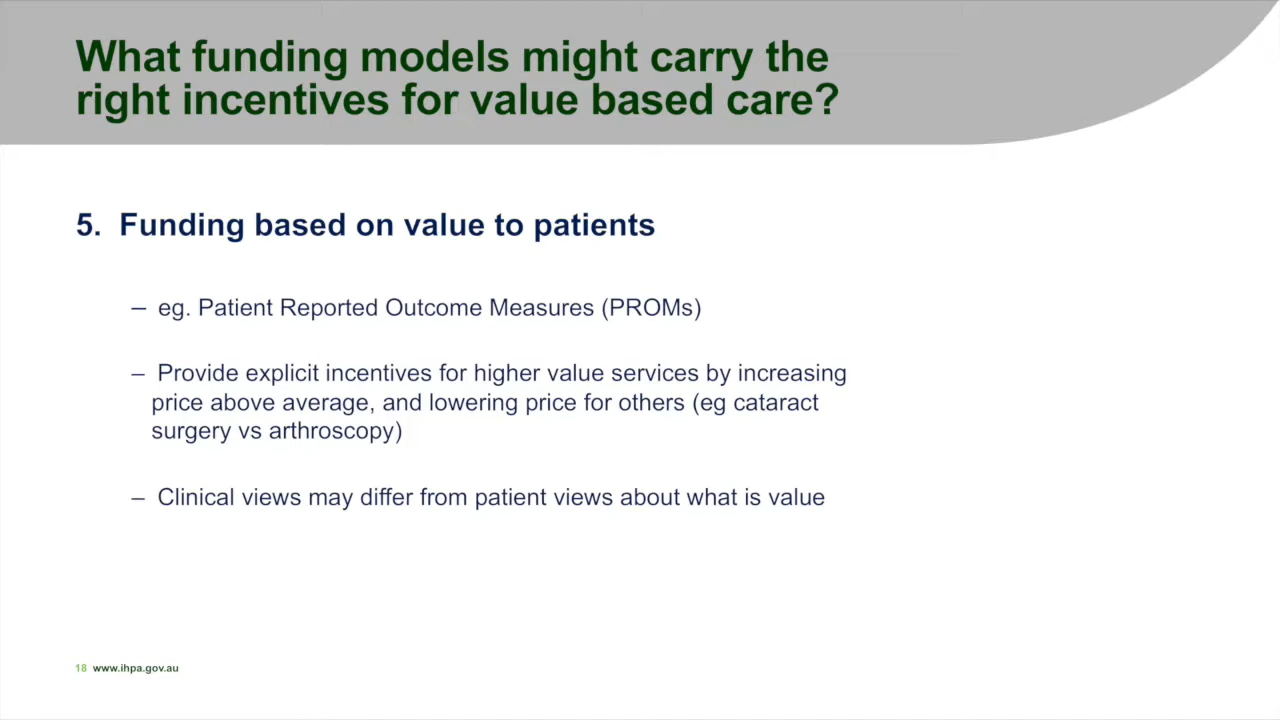 What funding models might carry the
right incentives for value based care?
5. Funding based on value to patients
– eg. Patient Reported Outcome Measures (PROMs)
– Provide explicit incentives for higher value services by increasing
price above average, and lowering price for others (eg cataract
surgery vs arthroscopy)
– Clinical views may differ from patient views about what is value
18 www.ihpa.gov.au